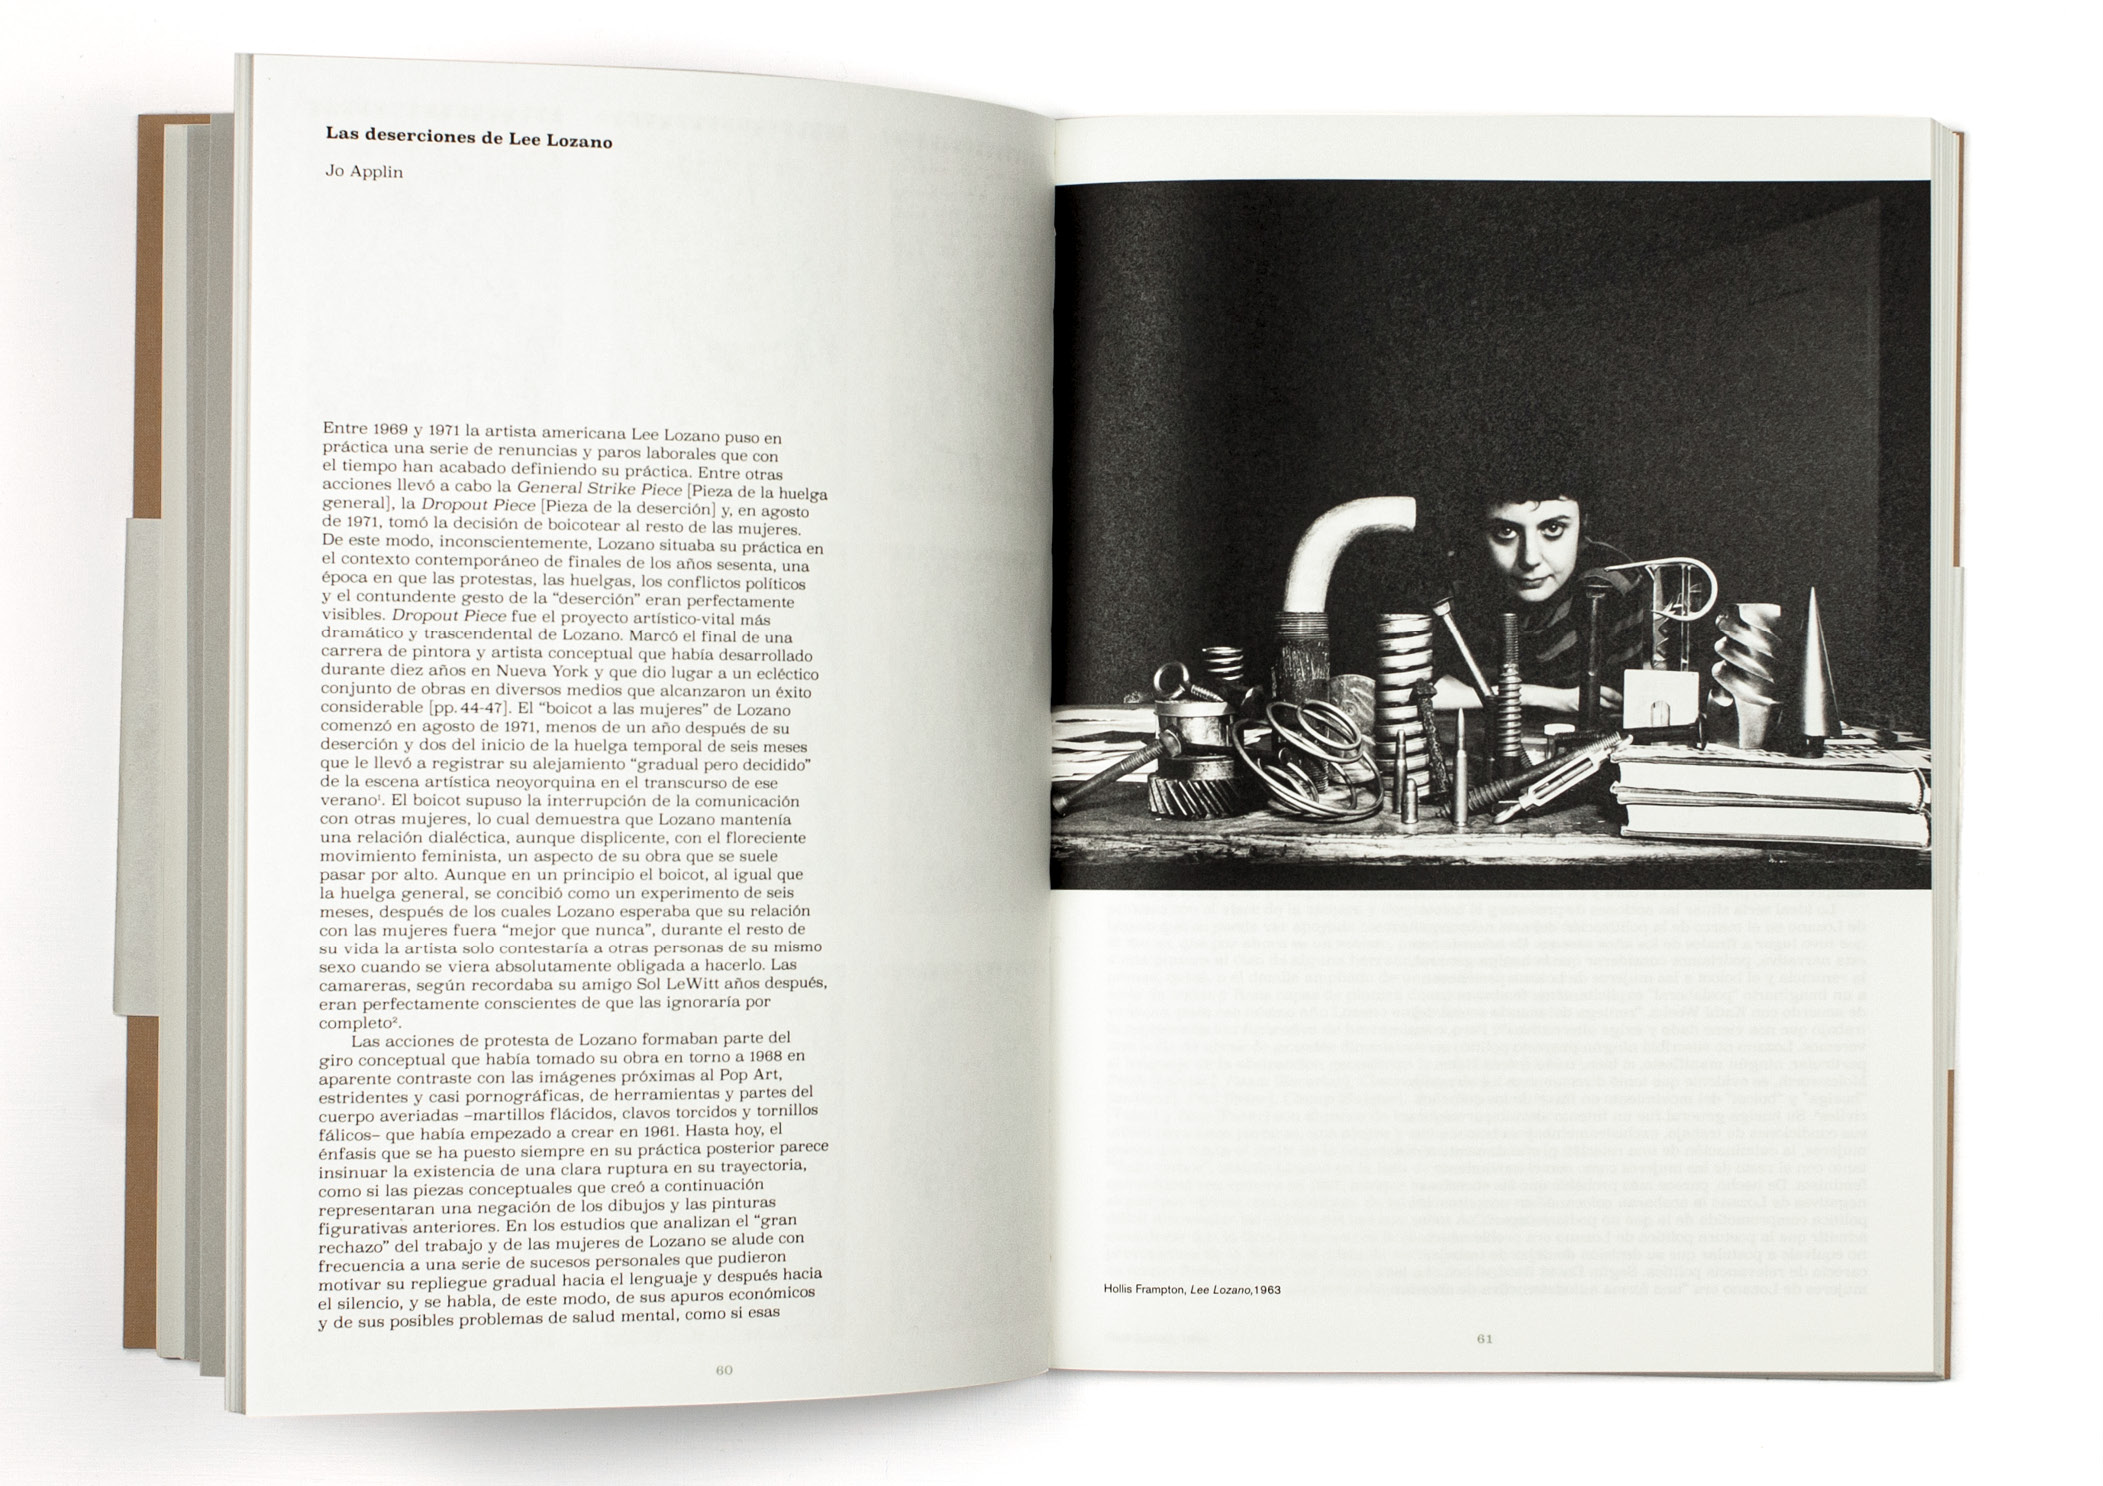 Las deserciones de Lee Lozano
Jo Applin
Entre 1969 y 1971 la artista americana Lee Lozano puso en
práctica una serie de renuncias y paros laborales que con
el tiempo han acabado definiendo su práctica. Entre otras
acciones llevó a cabo la General Strike Piece [Pieza de la huelga
general], la Dropout Piece [Pieza de la deserción] y, en agosto
de 1971, tomó la decisión de boicotear al resto de las mujeres.
De este modo, inconscientemente, Lozano situaba su práctica en
el contexto contemporáneo de finales de los años sesenta, una
época en que las protestas, las huelgas, los conflictos políticos
y el contundente gesto de la “deserción” eran perfectamente
visibles. Dropout Piece fue el proyecto artístico-vital más
dramático y trascendental de Lozano. Marcó el final de una
carrera de pintora y artista conceptual que había desarrollado
durante diez años en Nueva York y que dio lugar a un ecléctico
conjunto de obras en diversos medios que alcanzaron un éxito
considerable [pp. 44-47]. El “boicot a las mujeres” de Lozano
comenzó en agosto de 1971, menos de un año después de su
deserción y dos del inicio de la huelga temporal de seis meses
que le llevó a registrar su alejamiento “gradual pero decidido”
de la escena artística neoyorquina en el transcurso de ese
verano¹. El boicot supuso la interrupción de la comunicación
con otras mujeres, lo cual demuestra que Lozano mantenía
una relación dialéctica, aunque displicente, con el floreciente
movimiento feminista, un aspecto de su obra que se suele
pasar por alto. Aunque en un principio el boicot, al igual que
la huelga general, se concibió como un experimento de seis
meses, después de los cuales Lozano esperaba que su relación
con las mujeres fuera “mejor que nunca”, durante el resto de
su vida la artista solo contestaría a otras personas de su mismo
sexo cuando se viera absolutamente obligada a hacerlo. Las
camareras, según recordaba su amigo Sol LeWitt años después,
eran perfectamente conscientes de que las ignoraría por
completo².
Las acciones de protesta de Lozano formaban parte del
giro conceptual que había tomado su obra en torno a 1968 en
aparente contraste con las imágenes próximas al Pop Art,
estridentes y casi pornográficas, de herramientas y partes del
cuerpo averiadas –martillos flácidos, clavos torcidos y tornillos
fálicos– que había empezado a crear en 1961. Hasta hoy, el
énfasis que se ha puesto siempre en su práctica posterior parece
insinuar la existencia de una clara ruptura en su trayectoria,
como si las piezas conceptuales que creó a continuación
representaran una negación de los dibujos y las pinturas
figurativas anteriores. En los estudios que analizan el “gran
rechazo” del trabajo y de las mujeres de Lozano se alude con
frecuencia a una serie de sucesos personales que pudieron
motivar su repliegue gradual hacia el lenguaje y después hacia
el silencio, y se habla, de este modo, de sus apuros económicos
y de sus posibles problemas de salud mental, como si esas
60
Hollis Frampton, Lee Lozano,1963
61